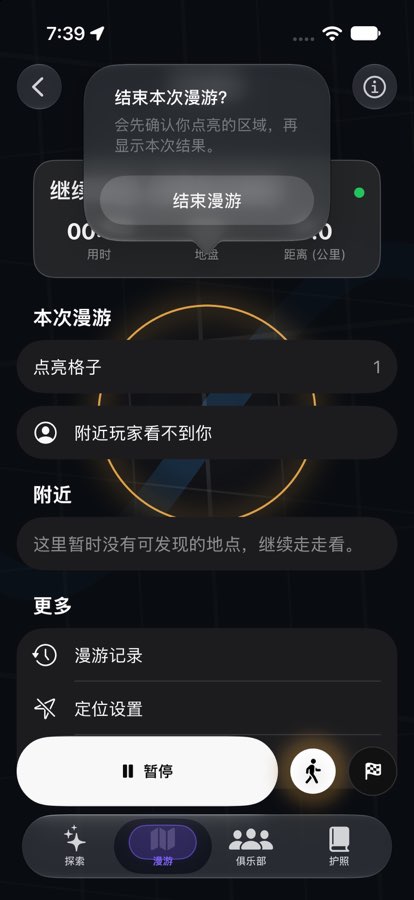 7:39
结束本次漫游?
会先确认你点亮的区域，再
显示本次结果。
结束漫游
用时
地盘
距离 (公里)
本次漫游
点亮格子
1
附近玩家看不到你
附近
这里暂时没有可发现的地点，继续走走看。
更多
漫游记录
定位设置
暂停
探索
漫游
俱乐部
护照